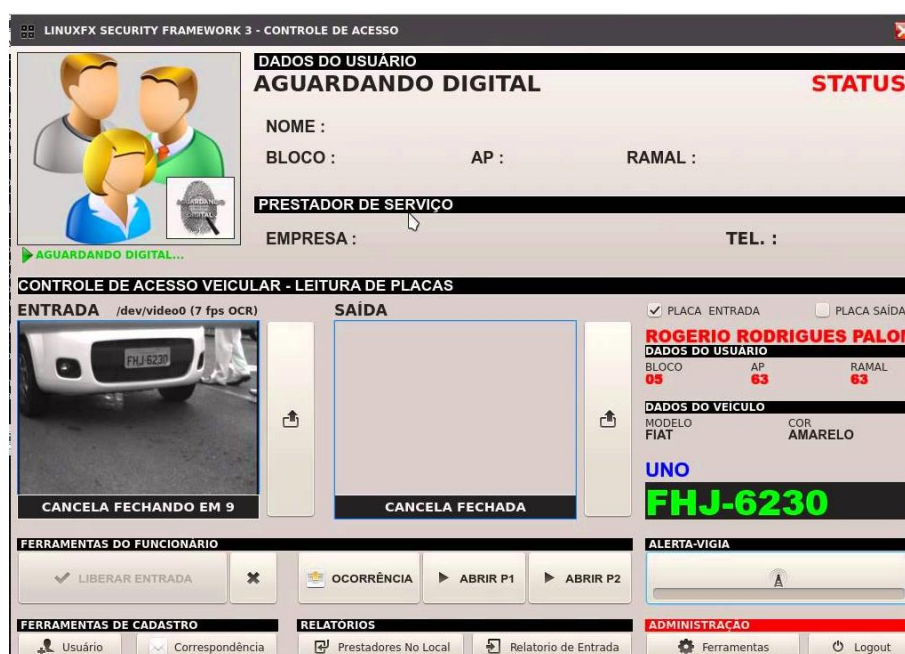 LINUXFX SECURITY FRAMEWORK 3 - CONTROLE DE ACESSO
DADOS DO USUÁRIO
AGUARDANDO DIGITAL STATUS
NOME :
BLOCO : AP : RAMAL :
AGUARDANDO
DIGITAL
PRESTADOR DE SERVIÇO
EMPRESA : TEL. :
AGUARDANDO DIGITAL...
CONTROLE DE ACESSO VEICULAR - LEITURA DE PLACAS
ENTRADA /dev/video0 (7 fps OCR) SAÍDA
PLACA ENTRADA PLACA SAÍDA
ROGERIO RODRIGUES PALOM
DADOS DO USUÁRIO
BLOCO AP RAMAL
05 63 63
DADOS DO VEÍCULO
MODELO COR
FIAT AMARELO
UNO
FHJ-6230
FHJ-6230
CANCELA FECHANDO EM 9 CANCELA FECHADA
FERRAMENTAS DO FUNCIONÁRIO ALERTA-VIGIA
LIBERAR ENTRADA OCORRÊNCIA ABRIR P1 ABRIR P2
FERRAMENTAS DE CADASTRO RELATÓRIOS ADMINISTRAÇÃO
Usuário Correspondência Prestadores No Local Relatorio de Entrada Ferramentas Logout